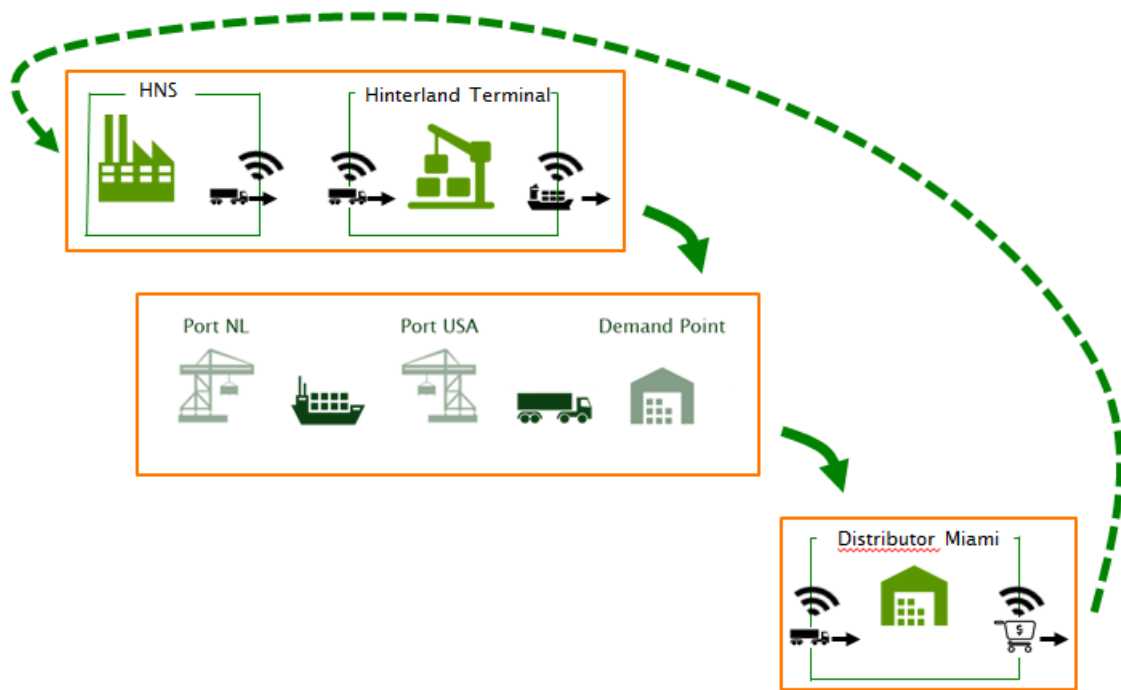 HNS
Hinterland Terminal
Port NL
Port USA
Demand Point
Distributor Miami
$